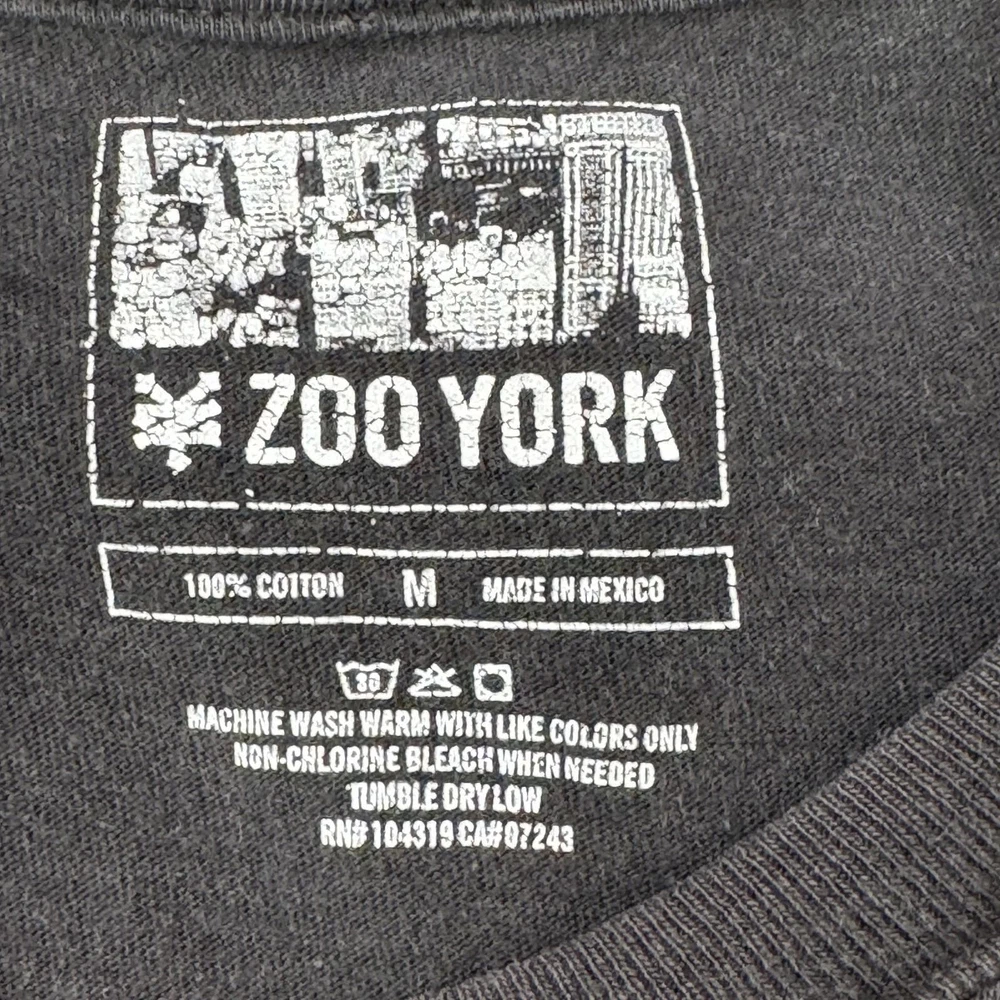 ZOO YORK
100% COTTON M MADE IN MEXICO
30
MACHINE WASH WARM WITH LIKE COLORS ONLY
NON-CHLORINE BLEACH WHEN NEEDED
TUMBLE DRY LOW
RN# 104319 CA#07243